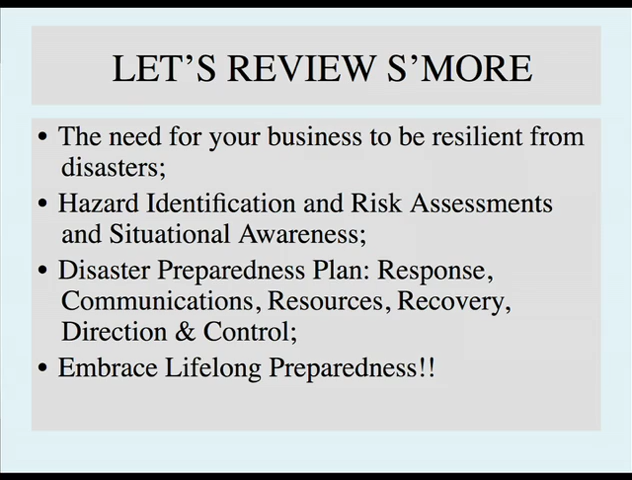 LET’S REVIEW S’MORE
• The need for your business to be resilient from
disasters;
• Hazard Identification and Risk Assessments
and Situational Awareness;
• Disaster Preparedness Plan: Response,
Communications, Resources, Recovery,
Direction & Control;
• Embrace Lifelong Preparedness!!